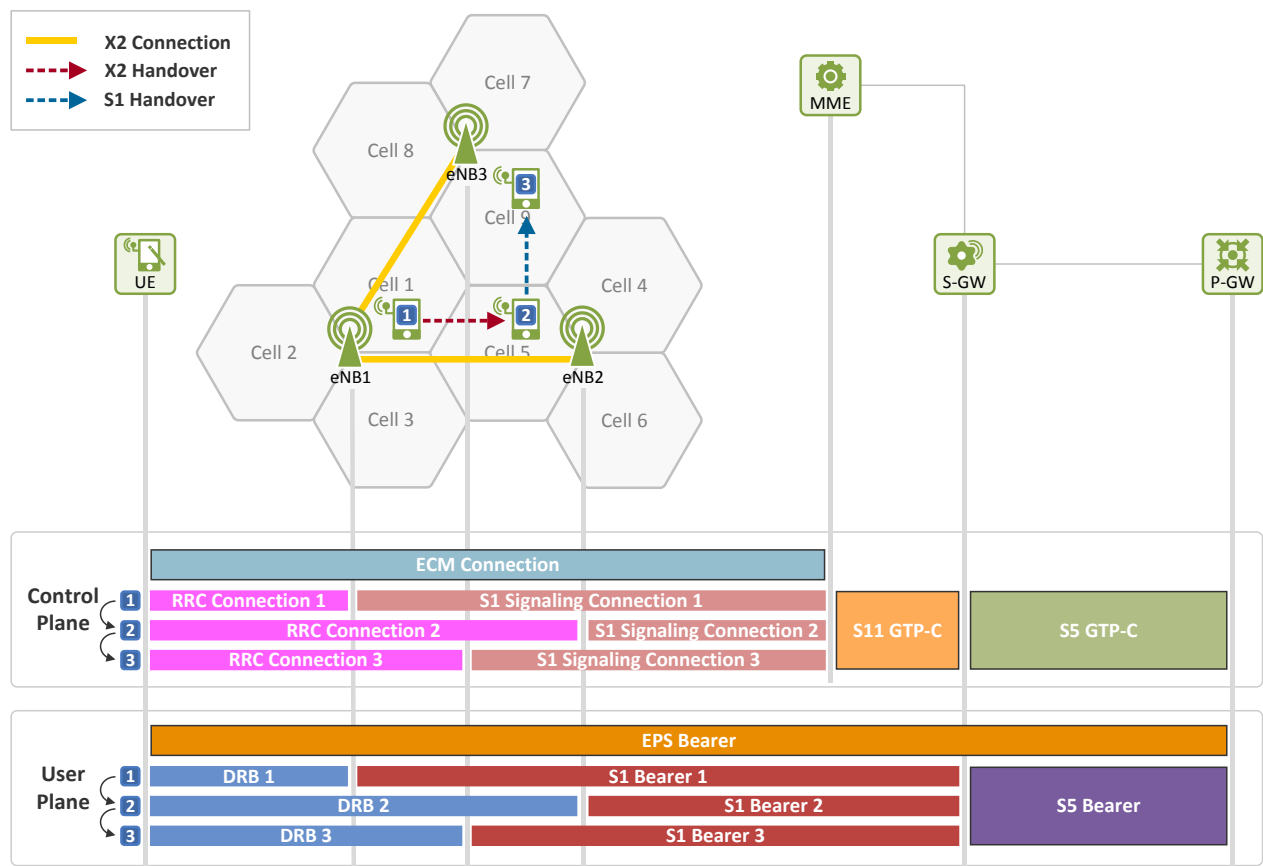 X2 Connection
X2 Handover
S1 Handover
Cell 7
MME
Cell 8
eNB3
3
Cell 9
UE
Cell 1
Cell 4
S-GW
P-GW
1
2
Cell 2
Cell 5
eNB1
eNB2
Cell 3
Cell 6
ECM Connection
Control
Plane
1
RRC Connection 1
S1 Signaling Connection 1
2
RRC Connection 2
S1 Signaling Connection 2
3
RRC Connection 3
S1 Signaling Connection 3
S11 GTP-C
S5 GTP-C
EPS Bearer
User
Plane
1
DRB 1
S1 Bearer 1
2
DRB 2
S1 Bearer 2
3
DRB 3
S1 Bearer 3
S5 Bearer